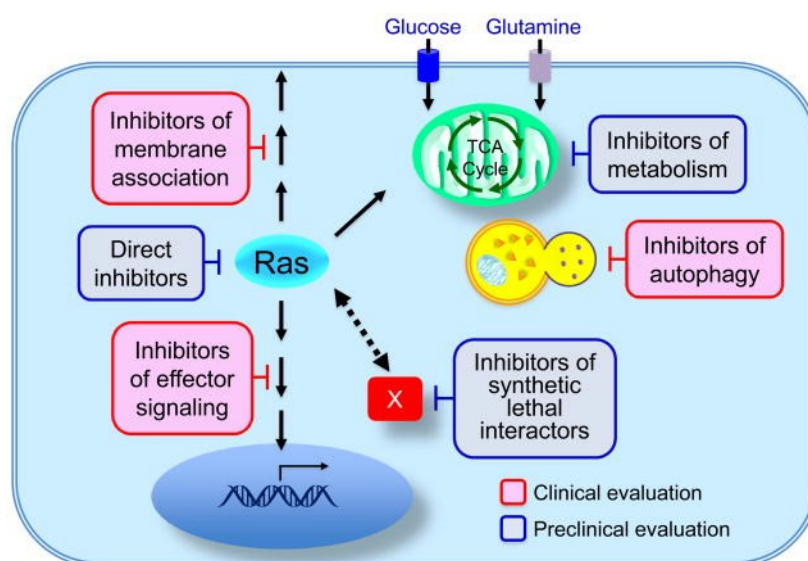 Glucose
Glutamine
Inhibitors of
membrane
association
TCA
Cycle
Inhibitors of
metabolism
Direct
inhibitors
Ras
Inhibitors of
autophagy
Inhibitors
of effector
signaling
X
Inhibitors of
synthetic
lethal
interactors
Clinical evaluation
Preclinical evaluation